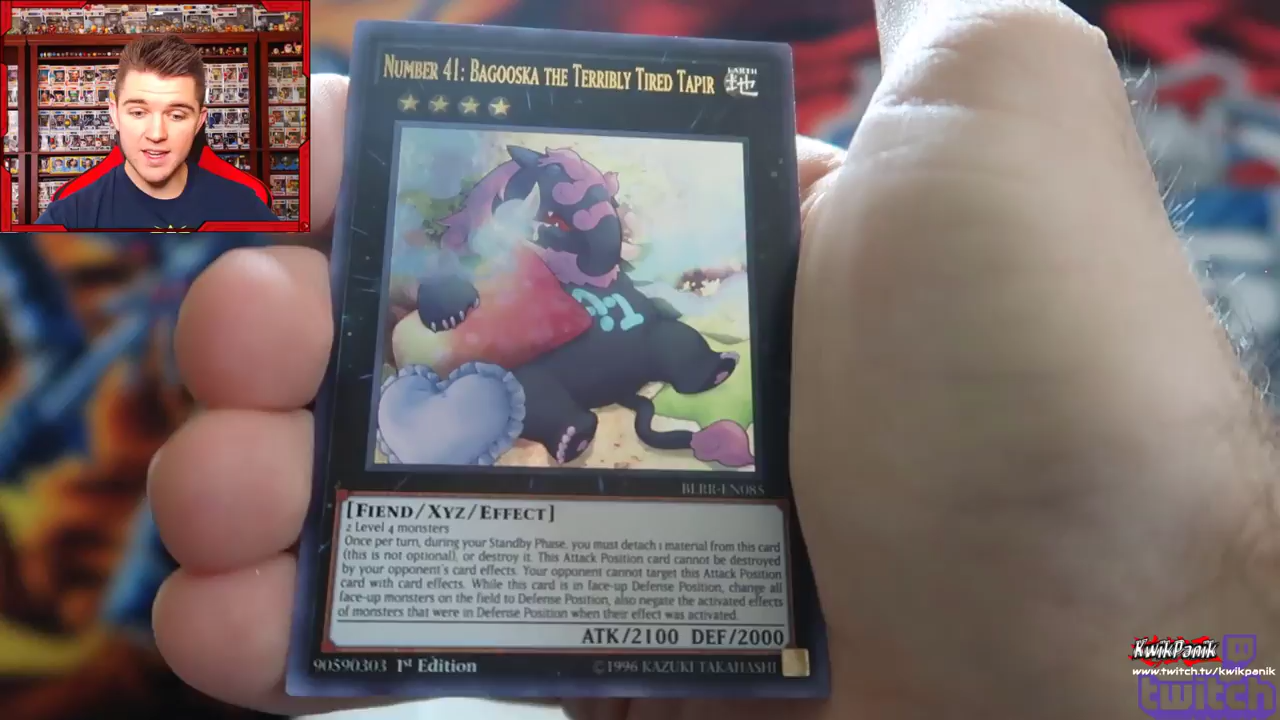 NUMBER 41: BAGOOSKA THE TERRIBLY TIRED TAPIR
EARTH
地
BLRR-EN085
[FIEND/XYZ/EFFECT]
2 Level 4 monsters
Once per turn, during your Standby Phase, you must detach 1 material from this card
(this is not optional), or destroy it. This Attack Position card cannot be destroyed
by your opponent's card effects. Your opponent cannot target this Attack Position
card with card effects. While this card is in face-up Defense Position, change all
face-up monsters on the field to Defense Position, also negate the activated effects
of monsters that were in Defense Position when their effect was activated.
ATK/2100 DEF/2000
90590303 1st Edition
©1996 KAZUKI TAKAHASHI
KwikPanik
www.twitch.tv/kwikpanik
twitch